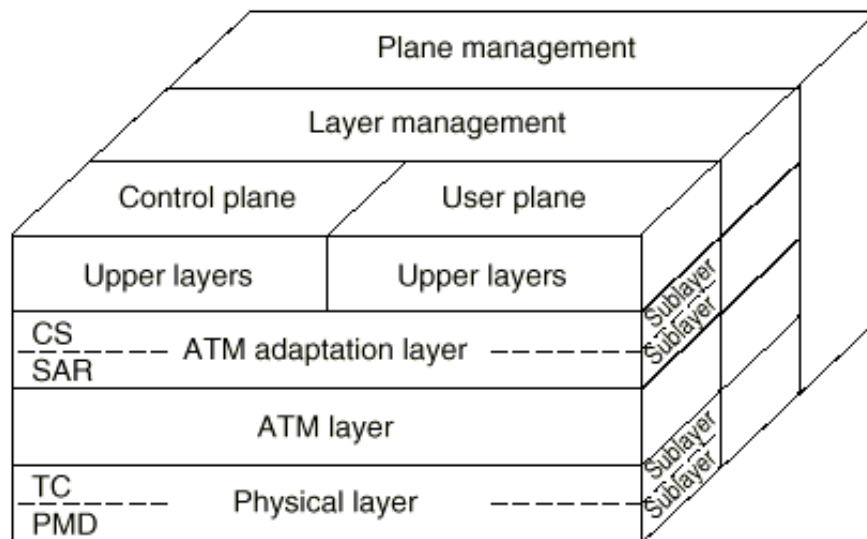 Plane management
Layer management
Control plane User plane
Upper layers Upper layers
Sublayer
CS
ATM adaptation layer
Sublayer
SAR
ATM layer
Sublayer
TC
Physical layer
Sublayer
PMD